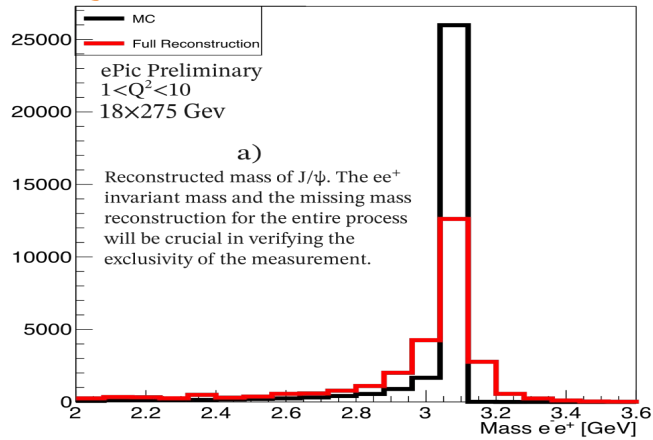 MC
Full Reconstruction
ePic Preliminary
1<Q²<10
18×275 Gev
a)
Reconstructed mass of J/ψ. The ee⁺
invariant mass and the missing mass
reconstruction for the entire process
will be crucial in verifying the
exclusivity of the measurement.
25000
20000
15000
10000
5000
0
2 2.2 2.4 2.6 2.8 3 3.2 3.4 3.6
Mass e⁻e⁺ [GeV]